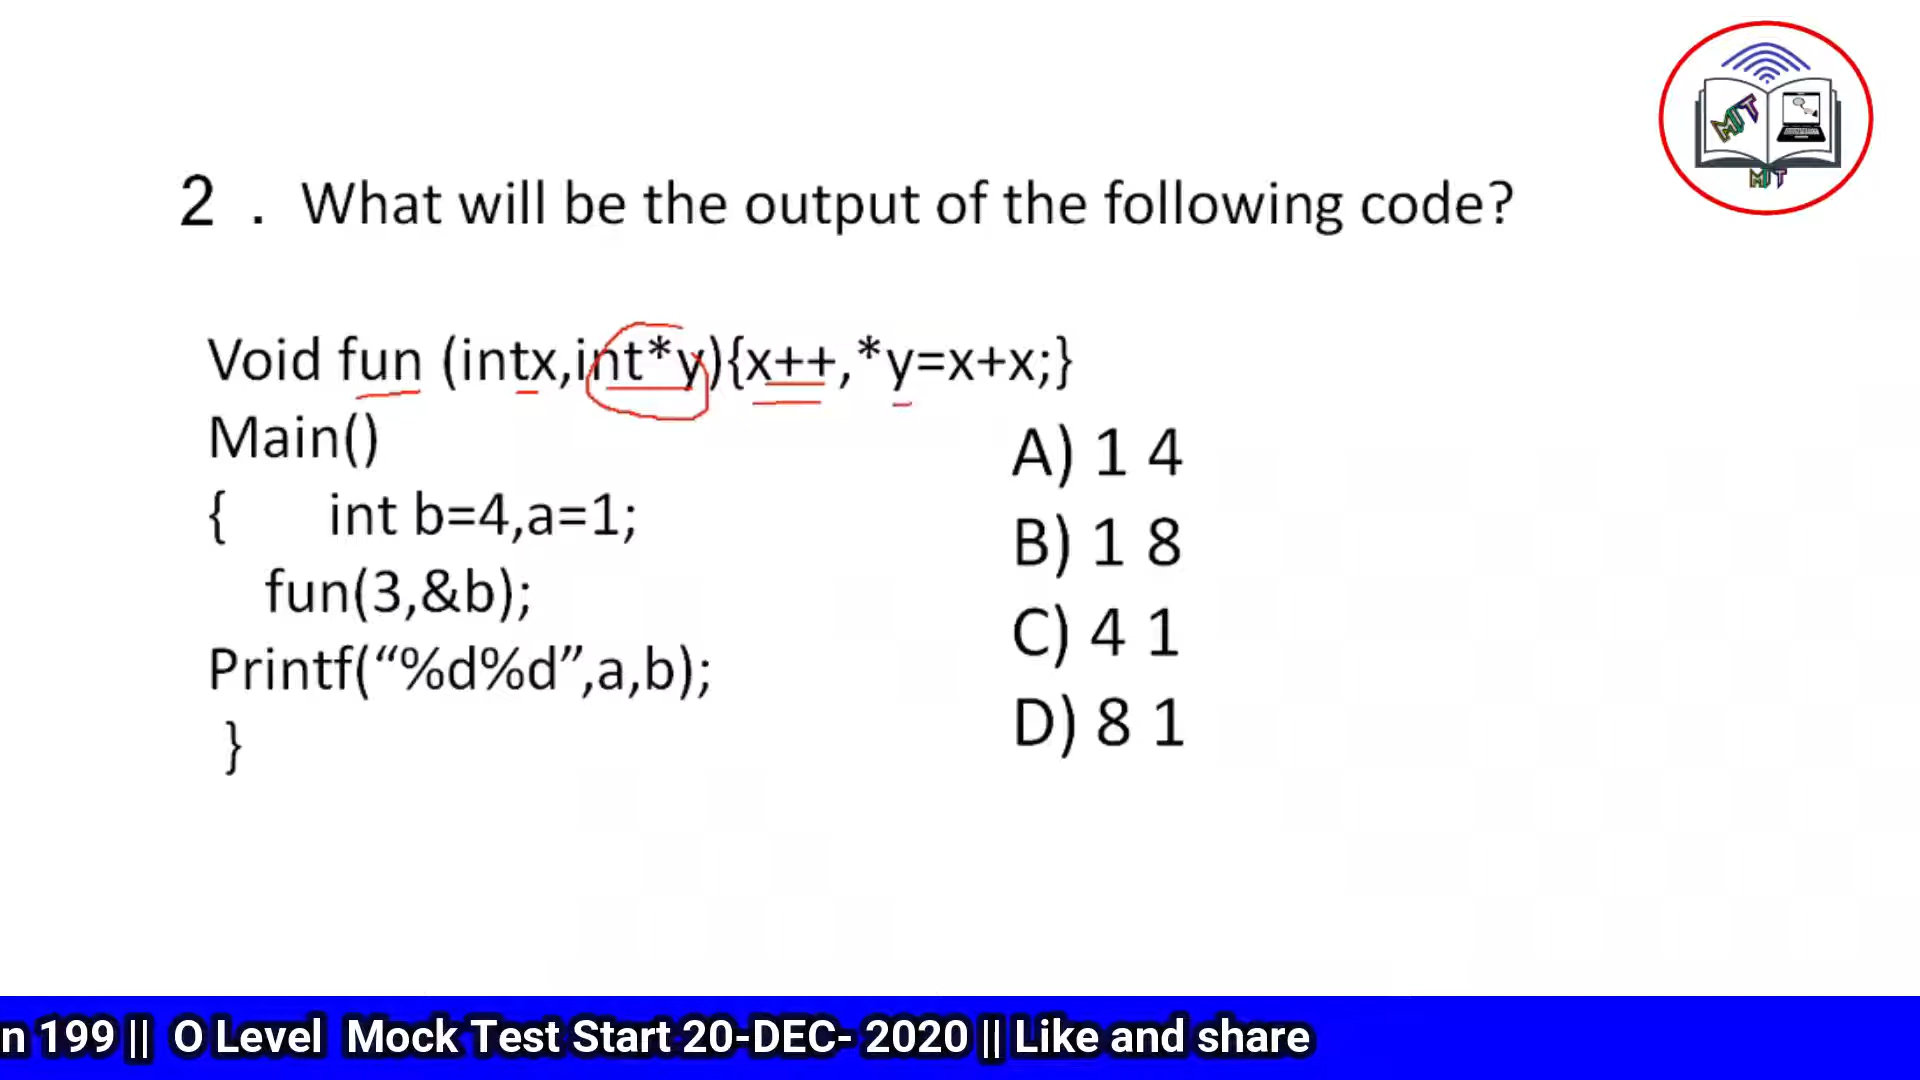 MIT
MIT
2 . What will be the output of the following code?
Void fun (intx,int*y){x++,*y=x+x;}
Main()
{ int b=4,a=1;
fun(3,&b);
Printf(“%d%d”,a,b);
}
A) 1 4
B) 1 8
C) 4 1
D) 8 1
n 199 || O Level Mock Test Start 20-DEC- 2020 || Like and share